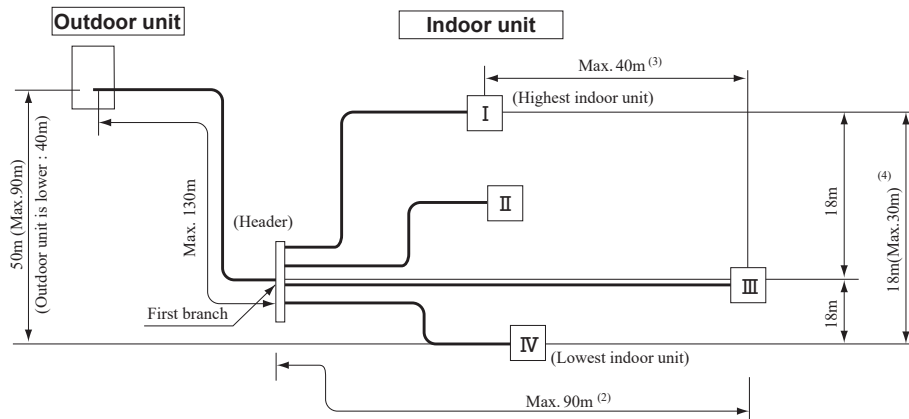 Outdoor unit
Indoor unit
Max. 40m (3)
I
(Highest indoor unit)
50m (Max.90m)
(Outdoor unit is lower : 40m)
Max. 130m
(Header)
II
18m
18m(Max.30m) (4)
First branch
III
18m
IV
(Lowest indoor unit)
Max. 90m (2)